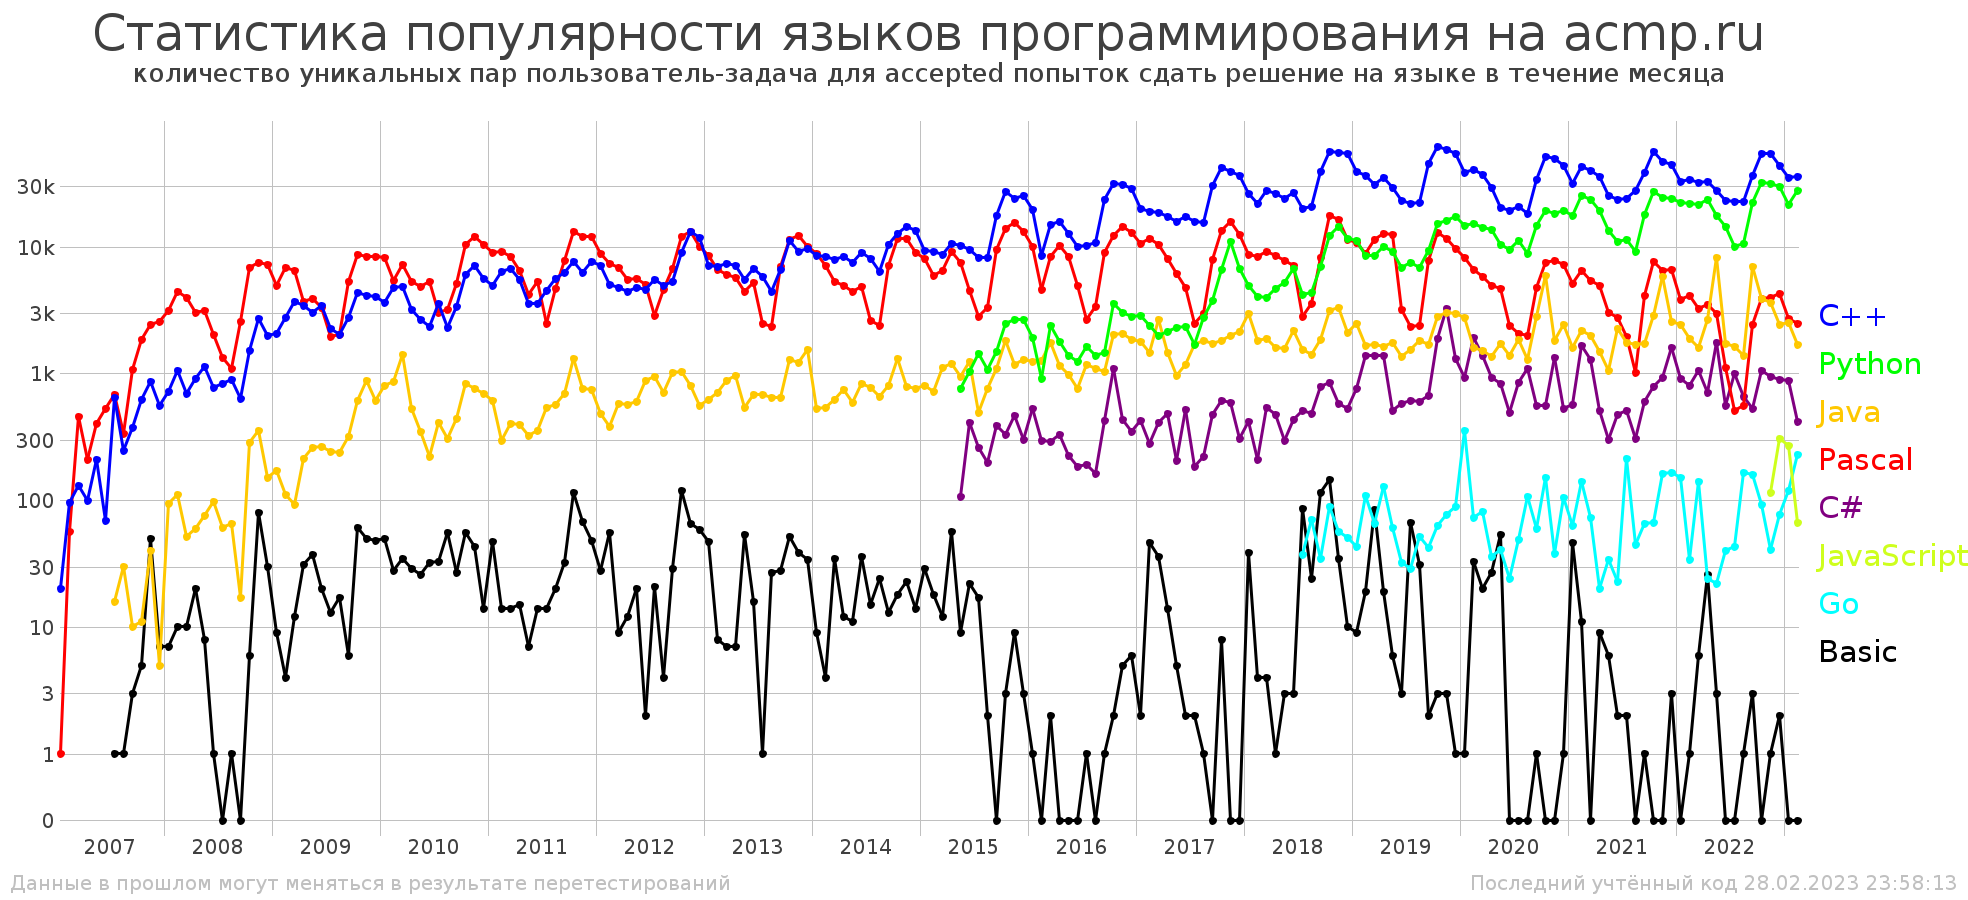 Статистика популярности языков программирования на acmp.ru
количество уникальных пар пользователь-задача для accepted попыток сдать решение на языке в течение месяца
30k
10k
3k
1k
300
100
30
10
3
1
0
C++
Python
Java
Pascal
C#
JavaScript
Go
Basic
2007 2008 2009 2010 2011 2012 2013 2014 2015 2016 2017 2018 2019 2020 2021 2022
Данные в прошлом могут меняться в результате перетестирований
Последний учтённый код 28.02.2023 23:58:13